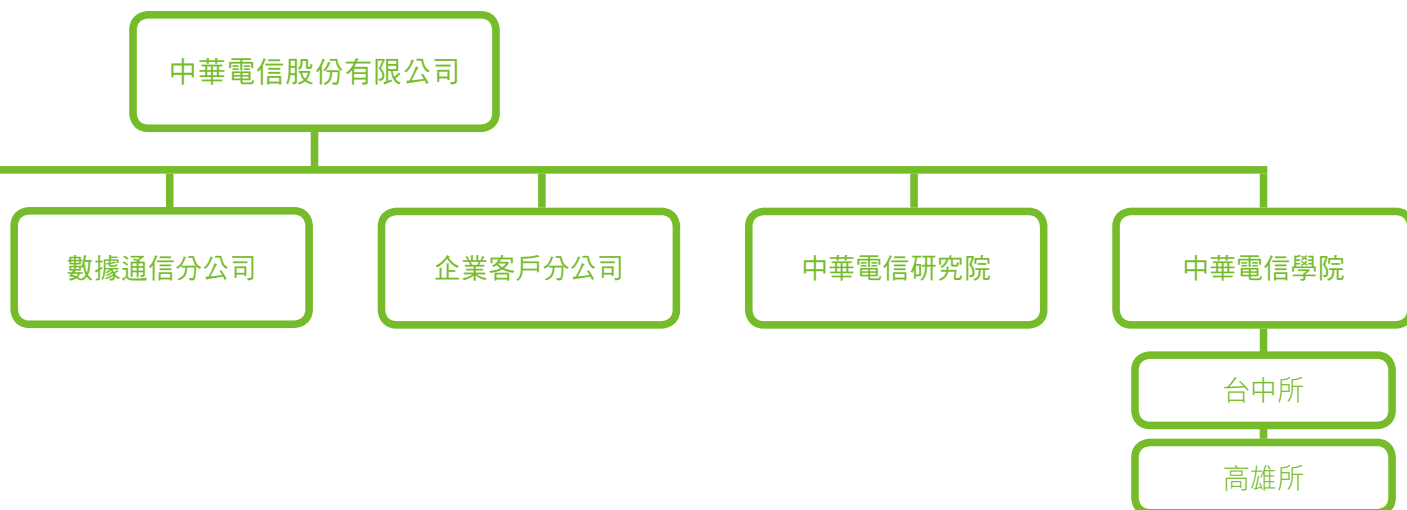 中華電信股份有限公司
數據通信分公司
企業客戶分公司
中華電信研究院
中華電信學院
台中所
高雄所